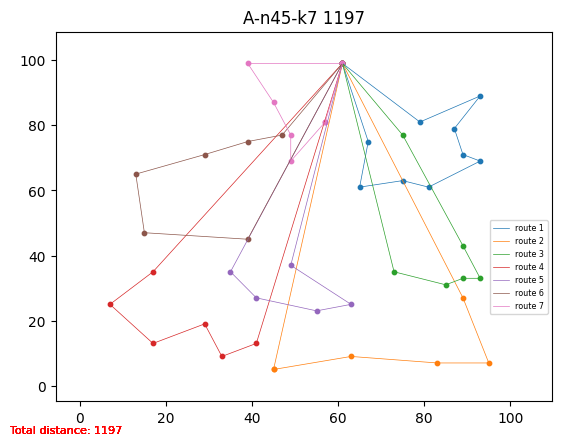 A-n45-k7 1197
100
80
60
40
20
0
0 20 40 60 80 100
route 1
route 2
route 3
route 4
route 5
route 6
route 7
Total distance: 1197